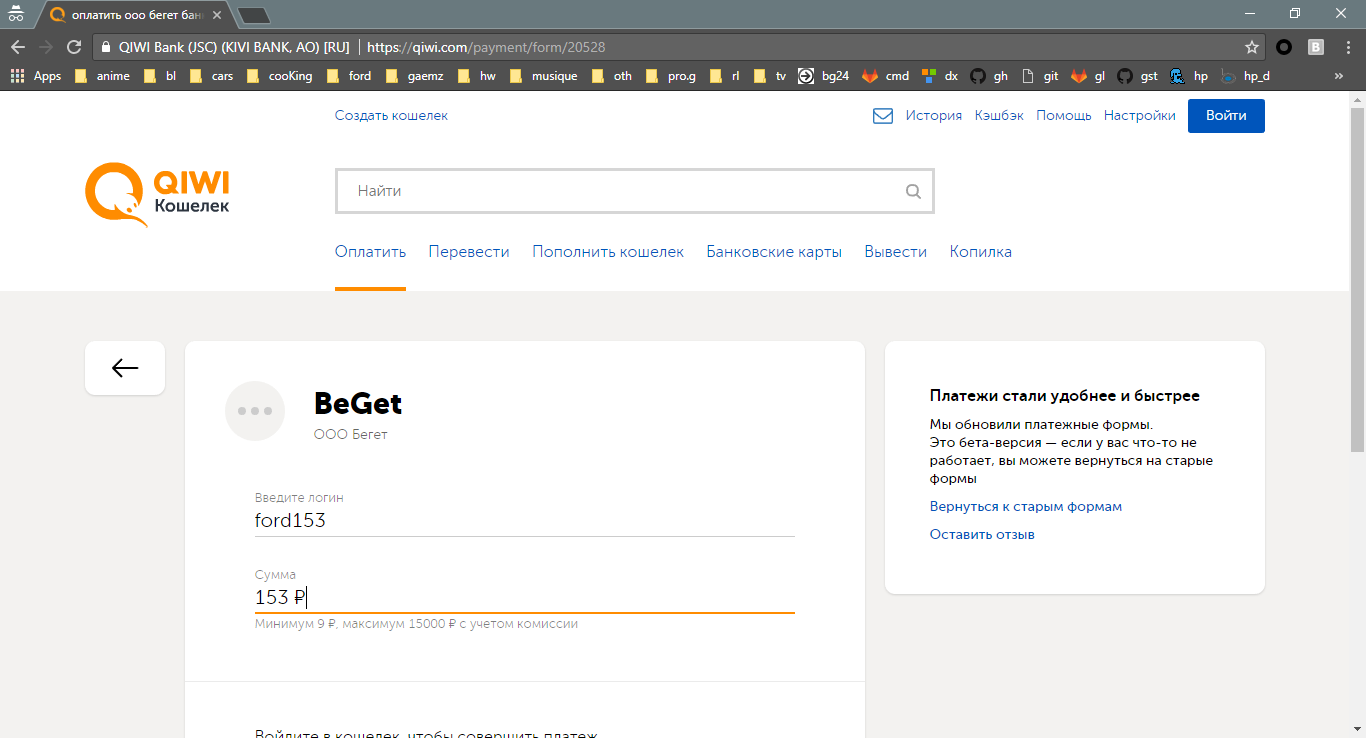 оплатить ооо бегет бан
QIWI Bank (JSC) (KIVI BANK, AO) [RU] https://qiwi.com/payment/form/20528
Apps anime bl cars cooKing ford gaemz hw musique oth pro.g rl tv bg24 cmd dx gh git gl gst hp hp_d »
Создать кошелек
История Кэшбэк Помощь Настройки Войти
QIWI
Кошелек
Найти
Оплатить Перевести Пополнить кошелек Банковские карты Вывести Копилка
BeGet
ООО Бегет
Введите логин
ford153
Сумма
153 ₽
Минимум 9 ₽, максимум 15000 ₽ с учетом комиссии
Войдите в кошелек, чтобы совершить платеж
Платежи стали удобнее и быстрее
Мы обновили платежные формы.
Это бета-версия — если у вас что-то не
работает, вы можете вернуться на старые
формы
Вернуться к старым формам
Оставить отзыв